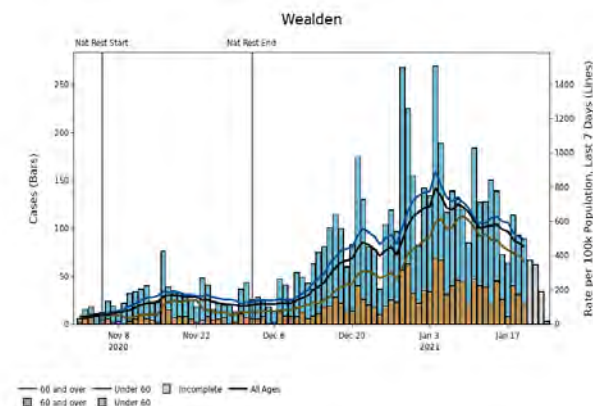 Wealden
Nat Rest Start
Nat Rest End
Cases (Bars)
250
200
150
100
50
0
1400
1200
1000
800
600
400
200
0
Rate per 100k Population, Last 7 Days (Lines)
Nov 8
2020
Nov 22
Dec 6
Dec 20
Jan 3
2021
Jan 17
60 and over
Under 60
Incomplete
All Ages
60 and over
Under 60